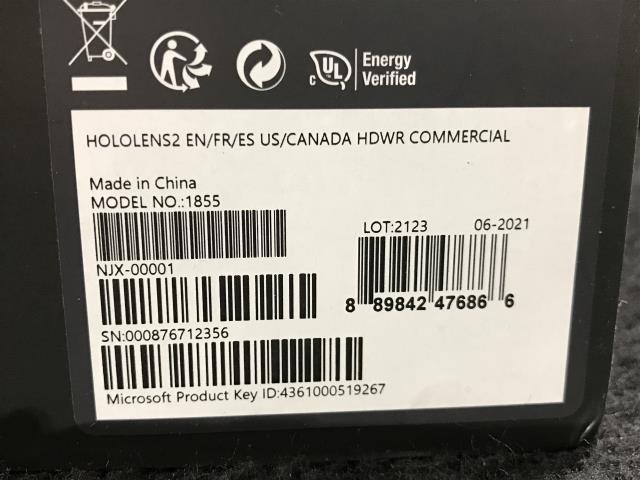 c UL Energy
Verified
HOLOLENS2 EN/FR/ES US/CANADA HDWR COMMERCIAL
Made in China
MODEL NO.:1855
LOT:2123 06-2021
NJX-00001
8 89842 47686 6
SN:000876712356
Microsoft Product Key ID:4361000519267